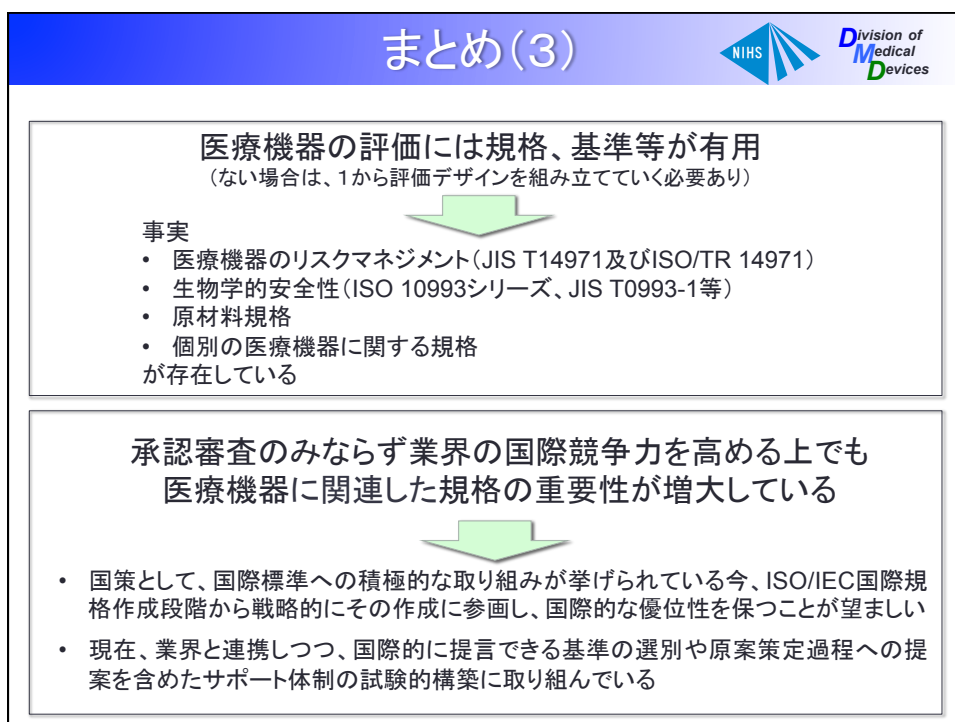 まとめ(3)
NIHS
Division of
Medical
Devices
医療機器の評価には規格、基準等が有用
(ない場合は、1から評価デザインを組み立てていく必要あり)
事実
• 医療機器のリスクマネジメント(JIS T14971及びISO/TR 14971)
• 生物学的安全性(ISO 10993シリーズ、JIS T0993-1等)
• 原材料規格
• 個別の医療機器に関する規格
が存在している
承認審査のみならず業界の国際競争力を高める上でも
医療機器に関連した規格の重要性が増大している
• 国策として、国際標準への積極的な取り組みが挙げられている今、ISO/IEC国際規
格作成段階から戦略的にその作成に参画し、国際的な優位性を保つことが望ましい
• 現在、業界と連携しつつ、国際的に提言できる基準の選別や原案策定過程への提
案を含めたサポート体制の試験的構築に取り組んでいる